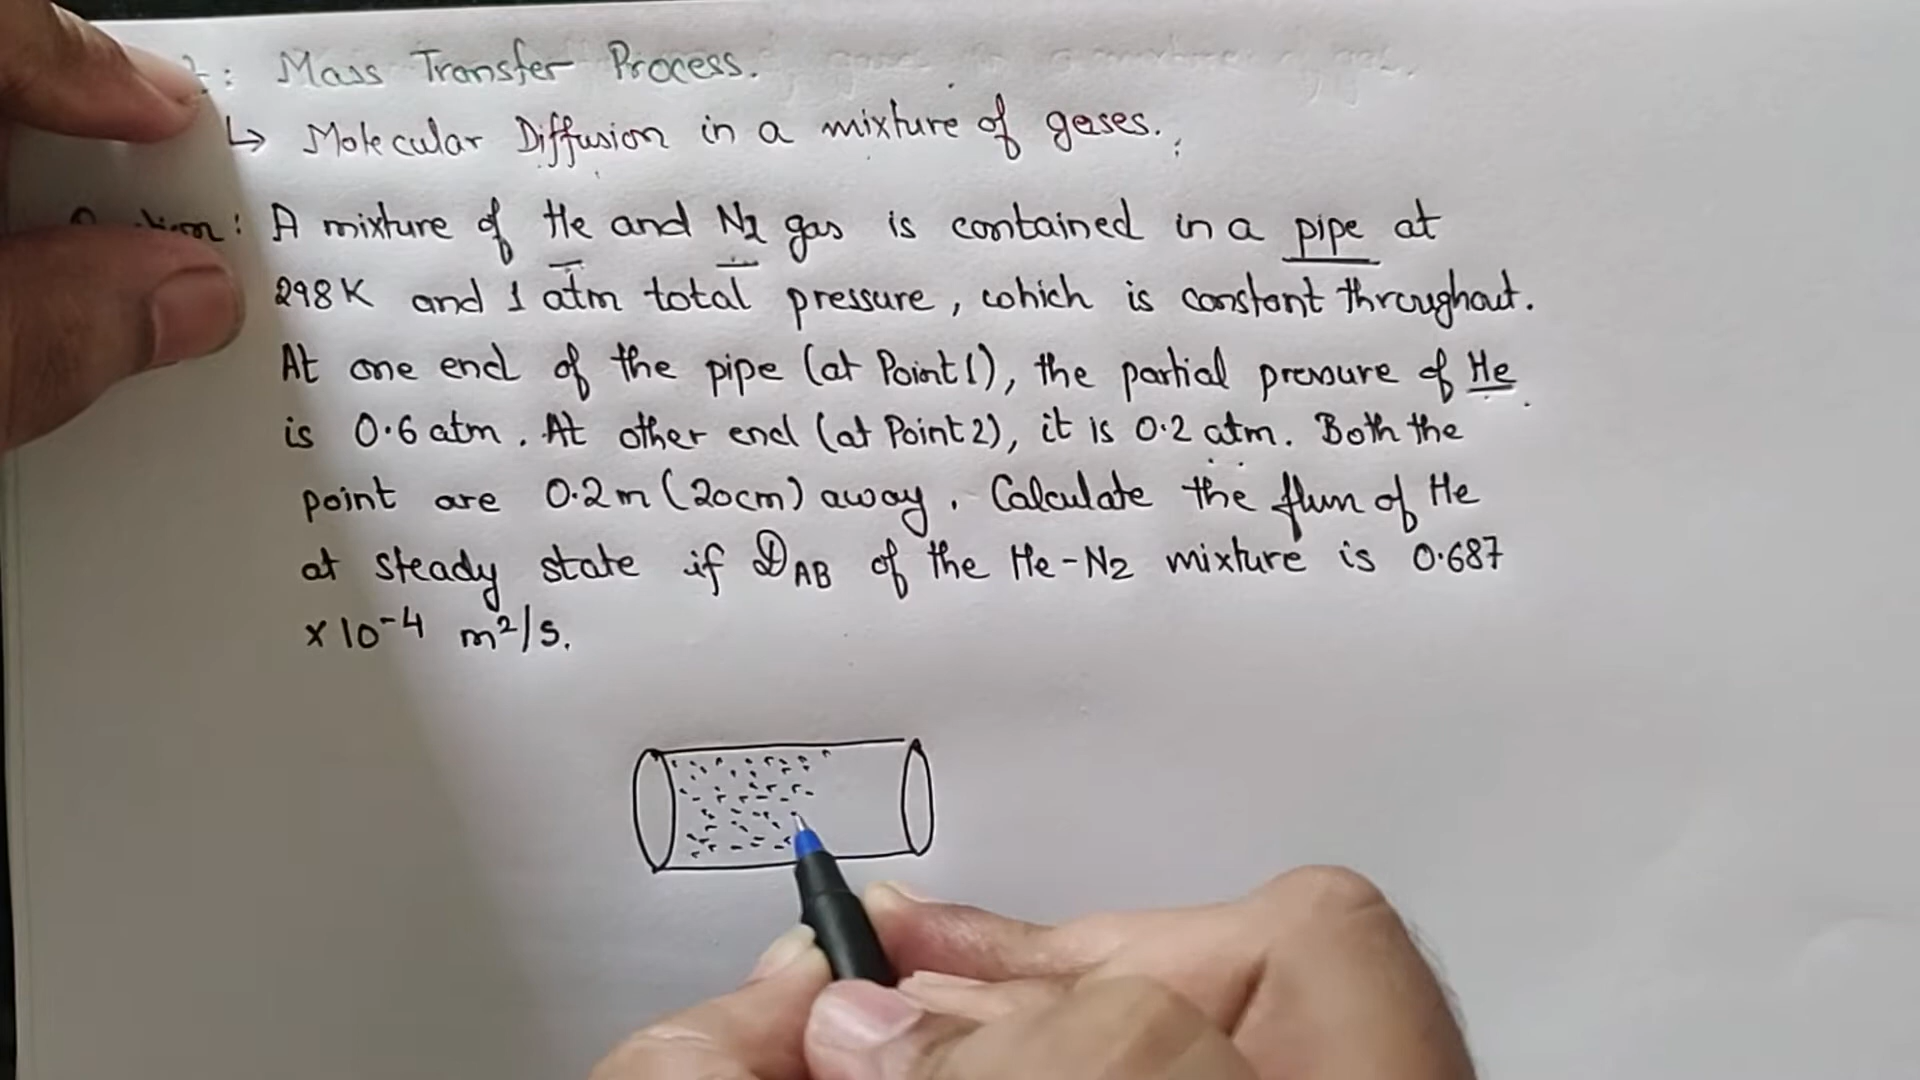 : Mass Transfer Process.
↳ Molecular Diffusion in a mixture of gases.
: A mixture of He and N2 gas is contained in a pipe at
298K and 1 atm total pressure, which is constant throughout.
At one end of the pipe (at Point 1), the partial pressure of He
is 0.6 atm. At other end (at Point 2), it is 0.2 atm. Both the
point are 0.2m (20cm) away. Calculate the flux of He
at steady state if DAB of the He-N2 mixture is 0.687
× 10⁻⁴ m²/s.